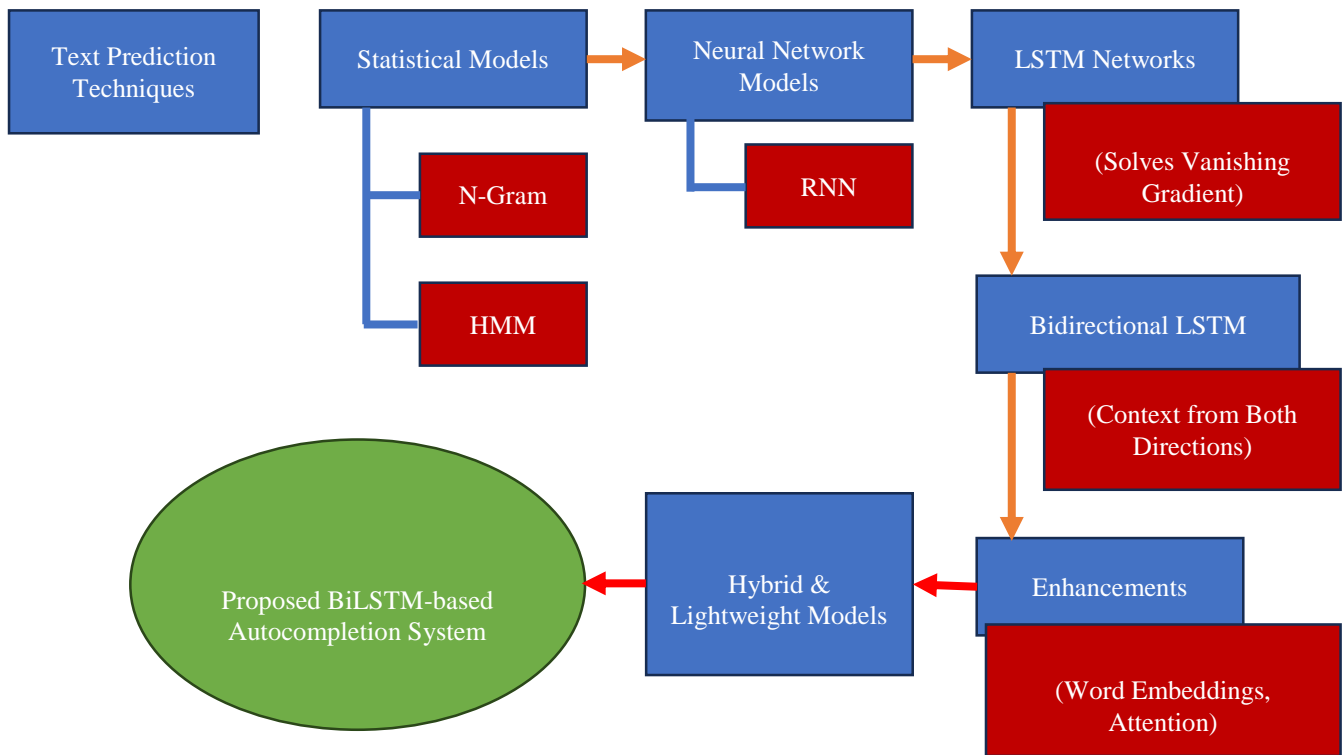 Text Prediction
Techniques
Statistical Models
Neural Network
Models
LSTM Networks
(Solves Vanishing
Gradient)
N-Gram
RNN
HMM
Bidirectional LSTM
(Context from Both
Directions)
Enhancements
(Word Embeddings,
Attention)
Hybrid &
Lightweight Models
Proposed BiLSTM-based
Autocompletion System